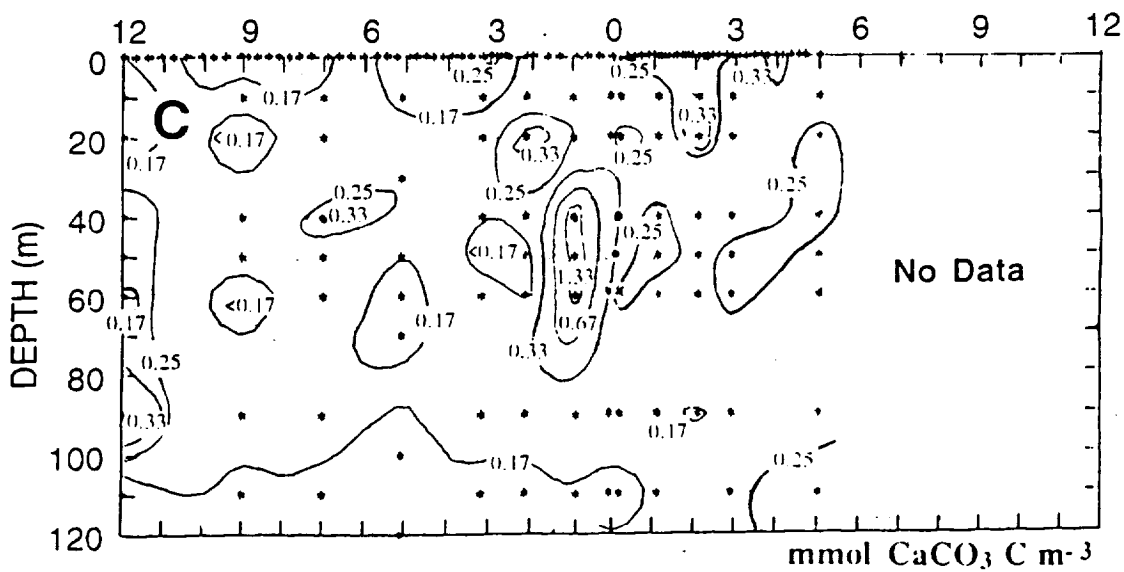 12 9 6 3 0 3 6 9 12
0 0.25 0.25 0.33
0.17 0.17 0.33
C
20 <0.17 0.33 0.25
0.17
0.25 0.25
0.25
40 0.33 0.25
<0.17
1.33 No Data
60 <0.17
0.17 0.17 0.67
0.33
0.25
80
0.33 0.17
100 0.17 0.25
120
DEPTH (m)
mmol CaCO₃ C m⁻³